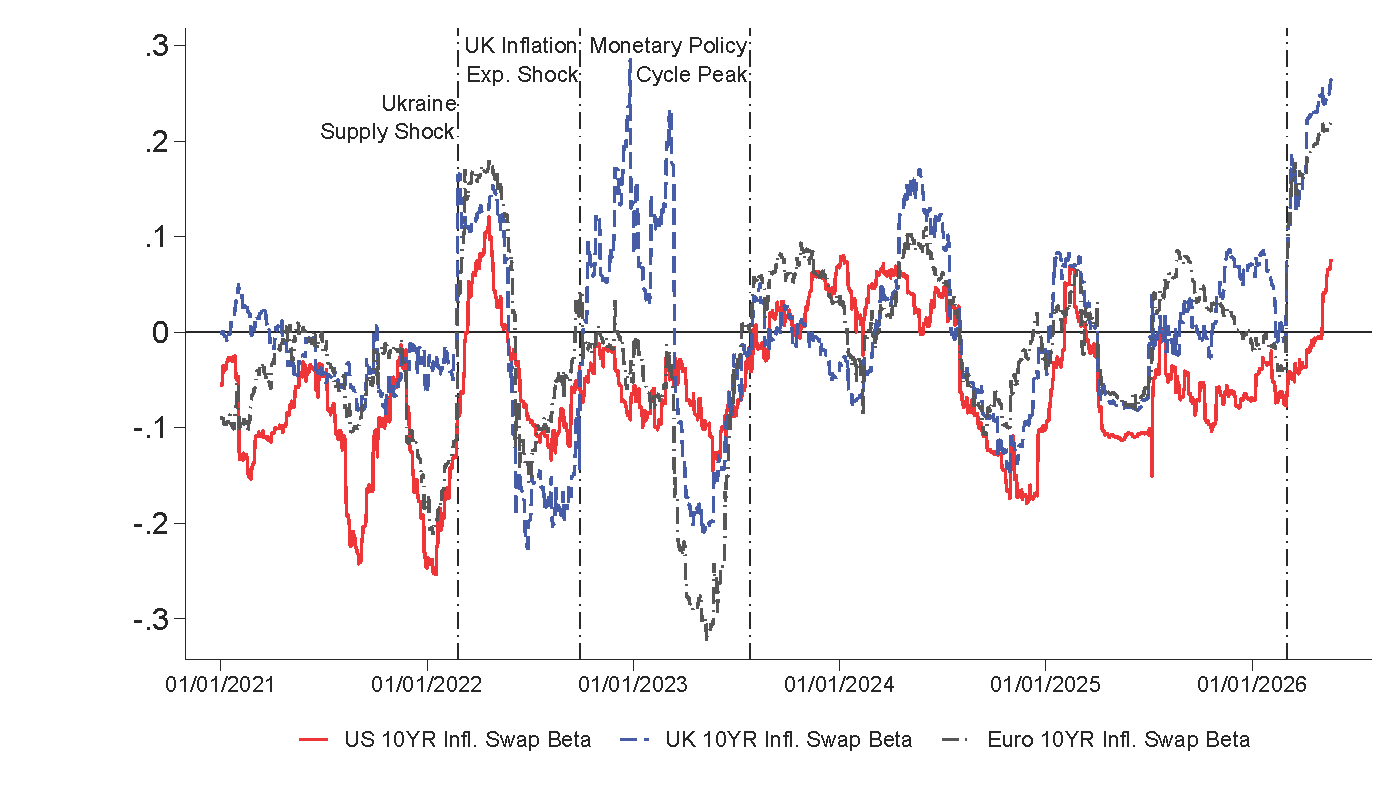 .3
.2
.1
0
-.1
-.2
-.3
Ukraine
Supply Shock
UK Inflation
Exp. Shock
Monetary Policy
Cycle Peak
01/01/2021
01/01/2022
01/01/2023
01/01/2024
01/01/2025
01/01/2026
US 10YR Infl. Swap Beta
UK 10YR Infl. Swap Beta
Euro 10YR Infl. Swap Beta